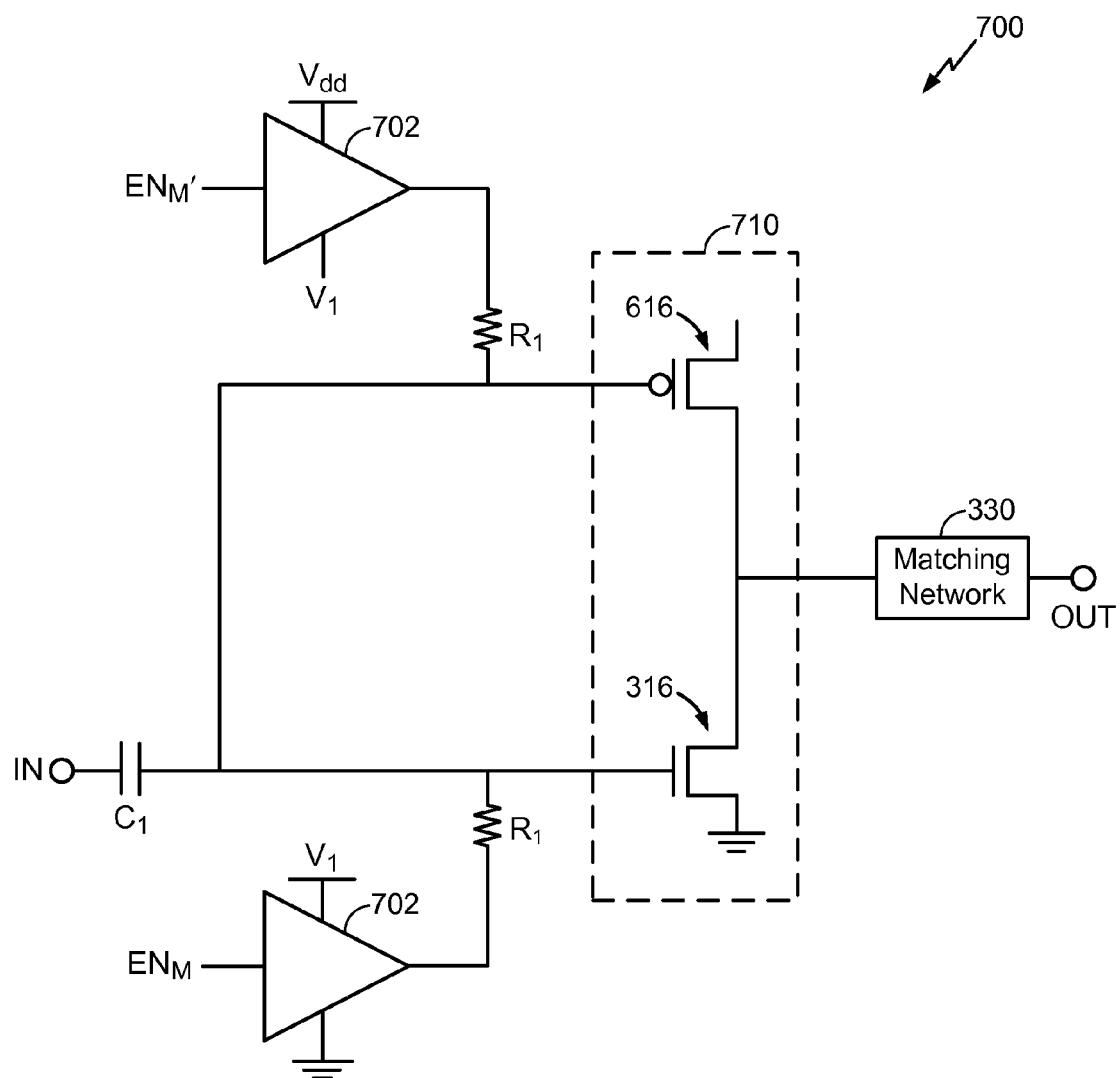 700
Vdd
702
ENM'
V1
R1
710
616
330
Matching
Network
OUT
316
IN
C1
R1
V1
702
ENM